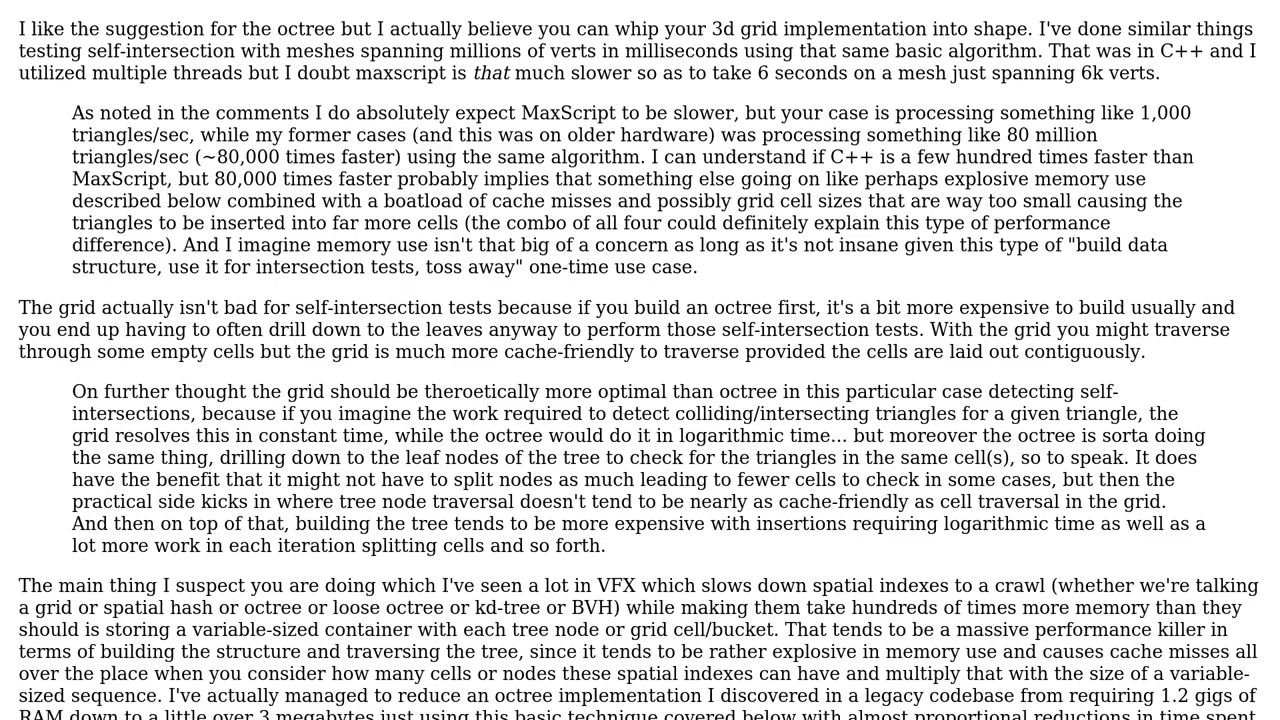 I like the suggestion for the octree but I actually believe you can whip your 3d grid implementation into shape. I've done similar things
testing self-intersection with meshes spanning millions of verts in milliseconds using that same basic algorithm. That was in C++ and I
utilized multiple threads but I doubt maxscript is that much slower so as to take 6 seconds on a mesh just spanning 6k verts.
As noted in the comments I do absolutely expect MaxScript to be slower, but your case is processing something like 1,000
triangles/sec, while my former cases (and this was on older hardware) was processing something like 80 million
triangles/sec (~80,000 times faster) using the same algorithm. I can understand if C++ is a few hundred times faster than
MaxScript, but 80,000 times faster probably implies that something else going on like perhaps explosive memory use
described below combined with a boatload of cache misses and possibly grid cell sizes that are way too small causing the
triangles to be inserted into far more cells (the combo of all four could definitely explain this type of performance
difference). And I imagine memory use isn't that big of a concern as long as it's not insane given this type of "build data
structure, use it for intersection tests, toss away" one-time use case.
The grid actually isn't bad for self-intersection tests because if you build an octree first, it's a bit more expensive to build usually and
you end up having to often drill down to the leaves anyway to perform those self-intersection tests. With the grid you might traverse
through some empty cells but the grid is much more cache-friendly to traverse provided the cells are laid out contiguously.
On further thought the grid should be theroetically more optimal than octree in this particular case detecting self-
intersections, because if you imagine the work required to detect colliding/intersecting triangles for a given triangle, the
grid resolves this in constant time, while the octree would do it in logarithmic time... but moreover the octree is sorta doing
the same thing, drilling down to the leaf nodes of the tree to check for the triangles in the same cell(s), so to speak. It does
have the benefit that it might not have to split nodes as much leading to fewer cells to check in some cases, but then the
practical side kicks in where tree node traversal doesn't tend to be nearly as cache-friendly as cell traversal in the grid.
And then on top of that, building the tree tends to be more expensive with insertions requiring logarithmic time as well as a
lot more work in each iteration splitting cells and so forth.
The main thing I suspect you are doing which I've seen a lot in VFX which slows down spatial indexes to a crawl (whether we're talking
a grid or spatial hash or octree or loose octree or kd-tree or BVH) while making them take hundreds of times more memory than they
should is storing a variable-sized container with each tree node or grid cell/bucket. That tends to be a massive performance killer in
terms of building the structure and traversing the tree, since it tends to be rather explosive in memory use and causes cache misses all
over the place when you consider how many cells or nodes these spatial indexes can have and multiply that with the size of a variable-
sized sequence. I've actually managed to reduce an octree implementation I discovered in a legacy codebase from requiring 1.2 gigs of
RAM down to a little over 3 megabytes just using this basic technique covered below with almost proportional reductions in time spent